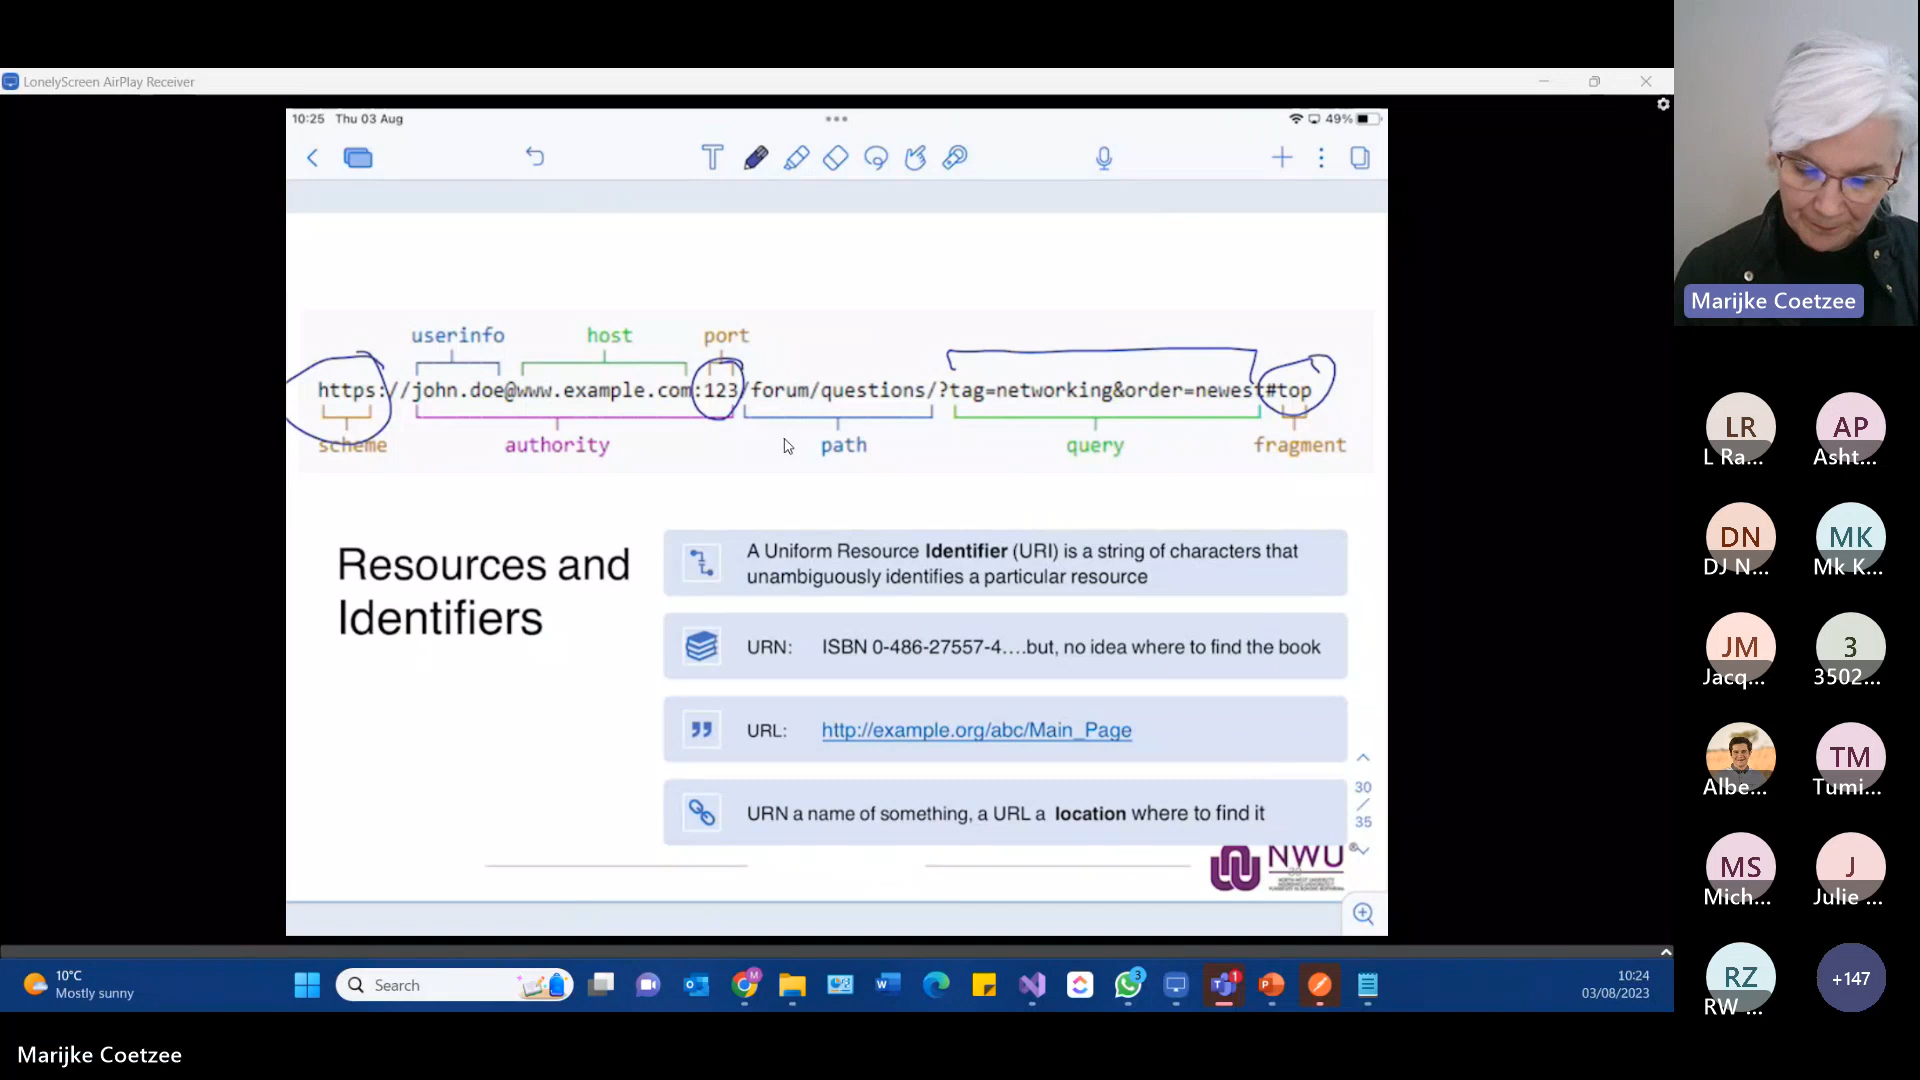 LonelyScreen AirPlay Receiver
10:25 Thu 03 Aug
49%
userinfo host port
https://john.doe@www.example.com:123/forum/questions/?tag=networking&order=newest#top
scheme authority path query fragment
Resources and
Identifiers
A Uniform Resource Identifier (URI) is a string of characters that
unambiguously identifies a particular resource
URN: ISBN 0-486-27557-4....but, no idea where to find the book
URL: http://example.org/abc/Main_Page
URN a name of something, a URL a location where to find it
30
/
35
NWU
Marijke Coetzee
LR
L Ra...
AP
Asht...
DN
DJ N...
MK
Mk K...
JM
Jacq...
3
3502...
Albe...
TM
Tumi...
MS
Mich...
J
Julie ...
RZ
RW ...
+147
10°C
Mostly sunny
Search
3
1
10:24
03/08/2023
Marijke Coetzee